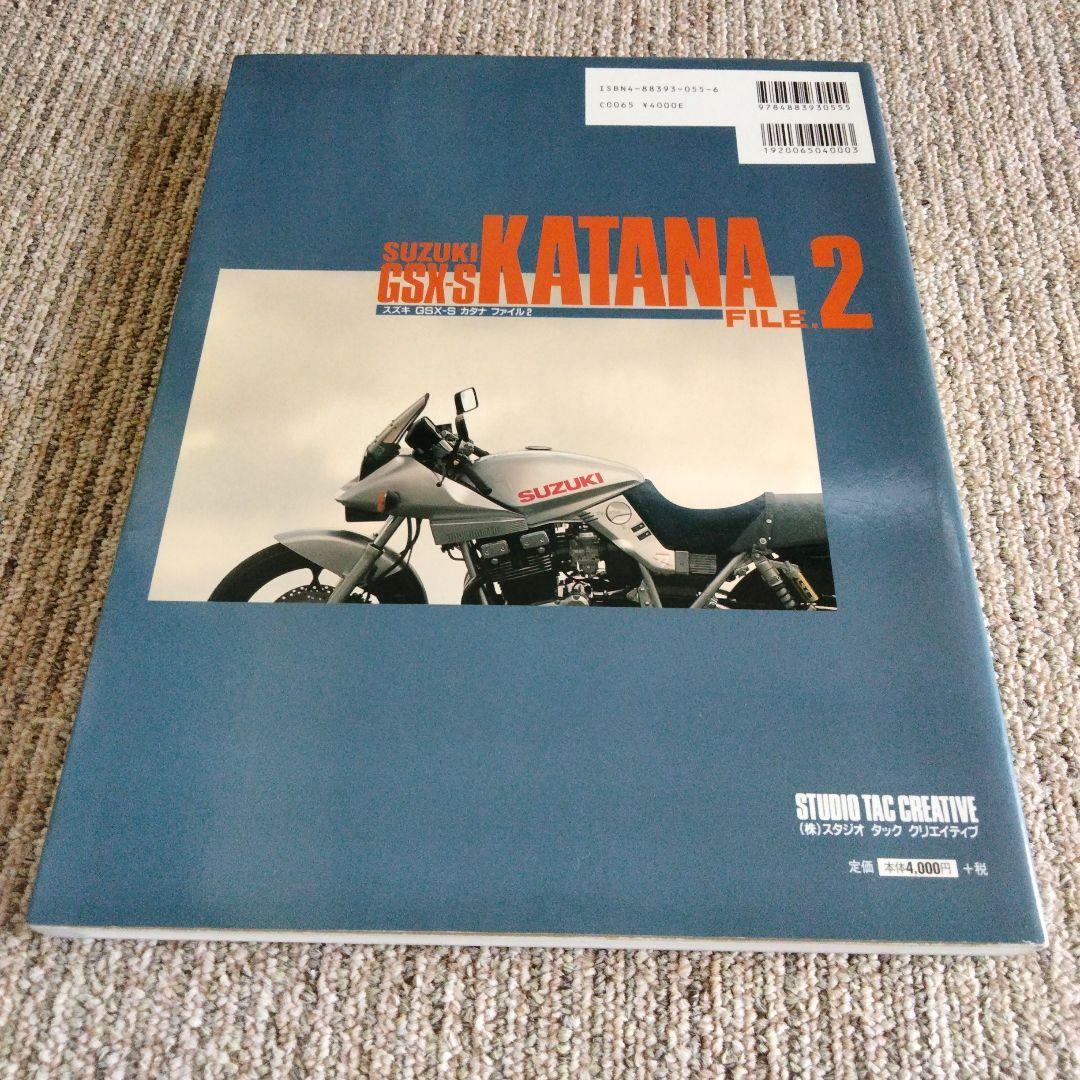 ISBN4-88393-055-6
C0065 ¥4000E
9784883930555
1920065040003
SUZUKI
GSX-S KATANA
スズキ GSX-S カタナ ファイル2
FILE.2
SUZUKI
STUDIO TAC CREATIVE
(株)スタジオ タック クリエイティブ
定価 本体4,000円 +税